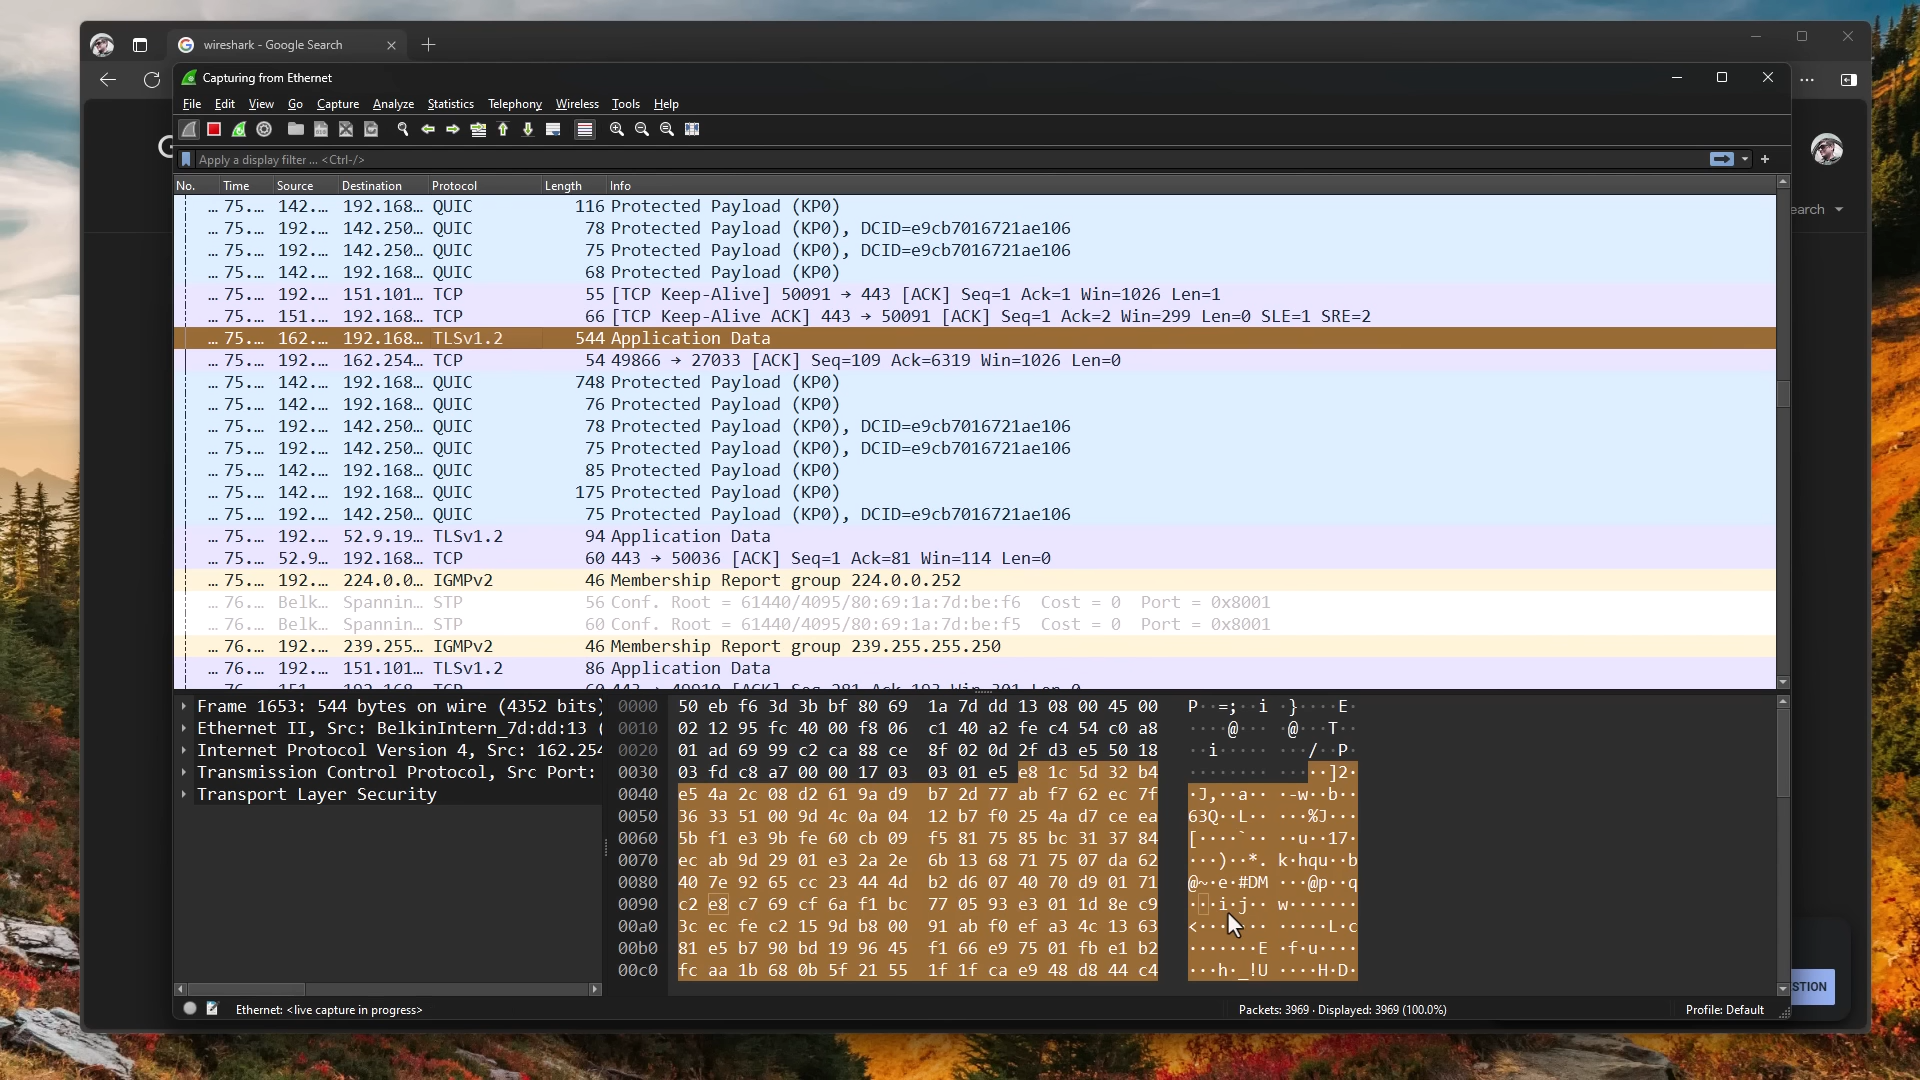 wireshark - Google Search
Capturing from Ethernet
File Edit View Go Capture Analyze Statistics Telephony Wireless Tools Help
Apply a display filter ... <Ctrl-/>
earch
No. Time Source Destination Protocol Length Info
... 75.... 142.... 192.168... QUIC 116 Protected Payload (KP0)
... 75.... 192.... 142.250... QUIC 78 Protected Payload (KP0), DCID=e9cb7016721ae106
... 75.... 192.... 142.250... QUIC 75 Protected Payload (KP0), DCID=e9cb7016721ae106
... 75.... 142.... 192.168... QUIC 68 Protected Payload (KP0)
... 75.... 192.... 151.101... TCP 55 [TCP Keep-Alive] 50091 → 443 [ACK] Seq=1 Ack=1 Win=1026 Len=1
... 75.... 151.... 192.168... TCP 66 [TCP Keep-Alive ACK] 443 → 50091 [ACK] Seq=1 Ack=2 Win=299 Len=0 SLE=1 SRE=2
... 75.... 162.... 192.168... TLSv1.2 544 Application Data
... 75.... 192.... 162.254... TCP 54 49866 → 27033 [ACK] Seq=109 Ack=6319 Win=1026 Len=0
... 75.... 142.... 192.168... QUIC 748 Protected Payload (KP0)
... 75.... 142.... 192.168... QUIC 76 Protected Payload (KP0)
... 75.... 192.... 142.250... QUIC 78 Protected Payload (KP0), DCID=e9cb7016721ae106
... 75.... 192.... 142.250... QUIC 75 Protected Payload (KP0), DCID=e9cb7016721ae106
... 75.... 142.... 192.168... QUIC 85 Protected Payload (KP0)
... 75.... 142.... 192.168... QUIC 175 Protected Payload (KP0)
... 75.... 192.... 142.250... QUIC 75 Protected Payload (KP0), DCID=e9cb7016721ae106
... 75.... 192.... 52.9.19... TLSv1.2 94 Application Data
... 75.... 52.9... 192.168... TCP 60 443 → 50036 [ACK] Seq=1 Ack=81 Win=114 Len=0
... 75.... 192.... 224.0.0... IGMPv2 46 Membership Report group 224.0.0.252
... 76.... Belk... Spannin... STP 56 Conf. Root = 61440/4095/80:69:1a:7d:be:f6 Cost = 0 Port = 0x8001
... 76.... Belk... Spannin... STP 60 Conf. Root = 61440/4095/80:69:1a:7d:be:f5 Cost = 0 Port = 0x8001
... 76.... 192.... 239.255... IGMPv2 46 Membership Report group 239.255.255.250
... 76.... 192.... 151.101... TLSv1.2 86 Application Data
Frame 1653: 544 bytes on wire (4352 bits)
Ethernet II, Src: BelkinIntern_7d:dd:13 (
Internet Protocol Version 4, Src: 162.254
Transmission Control Protocol, Src Port:
Transport Layer Security
0000 50 eb f6 3d 3b bf 80 69 1a 7d dd 13 08 00 45 00 P··=;··i ·}····E·
0010 02 12 95 fc 40 00 f8 06 c1 40 a2 fe c4 54 c0 a8 ····@··· ·@···T··
0020 01 ad 69 99 c2 ca 88 ce 8f 02 0d 2f d3 e5 50 18 ··i····· ···/··P·
0030 03 fd c8 a7 00 00 17 03 03 01 e5 e8 1c 5d 32 b4 ········ ·····]2·
0040 e5 4a 2c 08 d2 61 9a d9 b7 2d 77 ab f7 62 ec 7f ·J,··a·· ·-w··b··
0050 36 33 51 00 9d 4c 0a 04 12 b7 f0 25 4a d7 ce ea 63Q··L·· ···%J···
0060 5b f1 e3 9b fe 60 cb 09 f5 81 75 85 bc 31 37 84 [····`·· ··u··17·
0070 ec ab 9d 29 01 e3 2a 2e 6b 13 68 71 75 07 da 62 ···)··*. k·hqu··b
0080 40 7e 92 65 cc 23 44 4d b2 d6 07 40 70 d9 01 71 @~·e·#DM ···@p··q
0090 c2 e8 c7 69 cf 6a f1 bc 77 05 93 e3 01 1d 8e c9 ···i·j·· w·······
00a0 3c ec fe c2 15 9d b8 00 91 ab f0 ef a3 4c 13 63 <······· ·····L·c
00b0 81 e5 b7 90 bd 19 96 45 f1 66 e9 75 01 fb e1 b2 ·······E ·f·u····
00c0 fc aa 1b 68 0b 5f 21 55 1f 1f ca e9 48 d8 44 c4 ···h·_!U ····H·D·
STION
Ethernet: <live capture in progress>
Packets: 3969 · Displayed: 3969 (100.0%)
Profile: Default